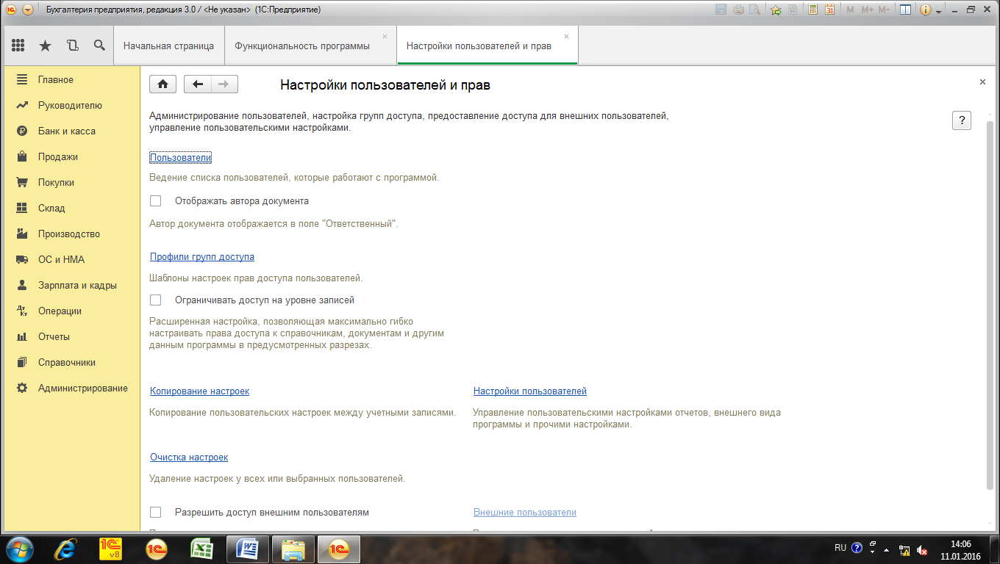 Бухгалтерия предприятия, редакция 3.0 / <Не указан> (1С:Предприятие)
M M+ M-
Начальная страница
Функциональность программы
Настройки пользователей и прав
Главное
Руководителю
Банк и касса
Продажи
Покупки
Склад
Производство
ОС и НМА
Зарплата и кадры
Операции
Отчеты
Справочники
Администрирование
Настройки пользователей и прав
Администрирование пользователей, настройка групп доступа, предоставление доступа для внешних пользователей,
управление пользовательскими настройками.
?
Пользователи
Ведение списка пользователей, которые работают с программой.
Отображать автора документа
Автор документа отображается в поле "Ответственный".
Профили групп доступа
Шаблоны настроек прав доступа пользователей.
Ограничивать доступ на уровне записей
Расширенная настройка, позволяющая максимально гибко
настраивать права доступа к справочникам, документам и другим
данным программы в предусмотренных разрезах.
Копирование настроек
Копирование пользовательских настроек между учетными записями.
Настройки пользователей
Управление пользовательскими настройками отчетов, внешнего вида
программы и прочими настройками.
Очистка настроек
Удаление настроек у всех или выбранных пользователей.
Разрешить доступ внешним пользователям
Внешние пользователи
RU
14:06
11.01.2016